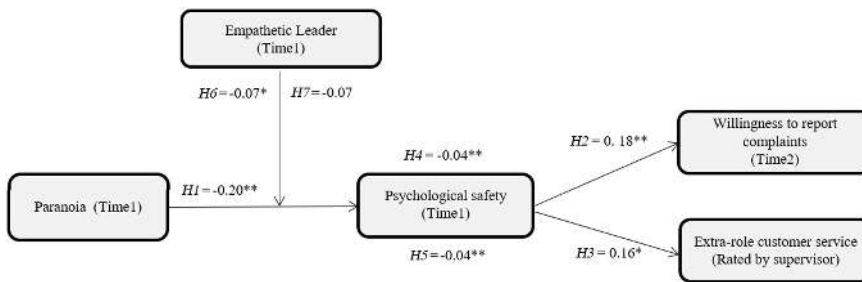 Empathetic Leader
(Time1)
H6= -0.07*
H7= -0.07
H1= -0.20**
Paranoia (Time1)
H4= -0.04**
Psychological safety
(Time1)
H5= -0.04**
H2= 0. 18**
Willingness to report
complaints
(Time2)
H3= 0.16*
Extra-role customer service
(Rated by supervisor)